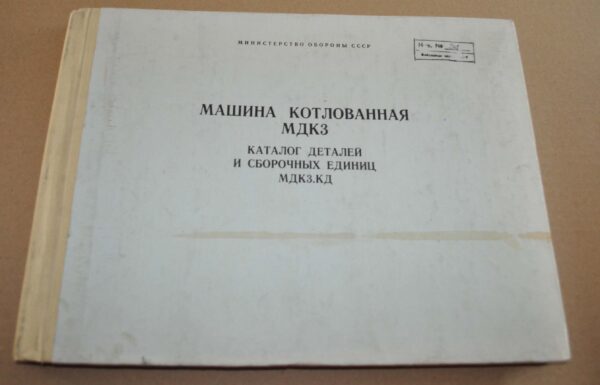 МИНИСТЕРСТВО ОБОРОНЫ СССР
МАШИНА КОТЛОВАННАЯ
МДК3
КАТАЛОГ ДЕТАЛЕЙ
И СБОРОЧНЫХ ЕДИНИЦ
МДК3.КД